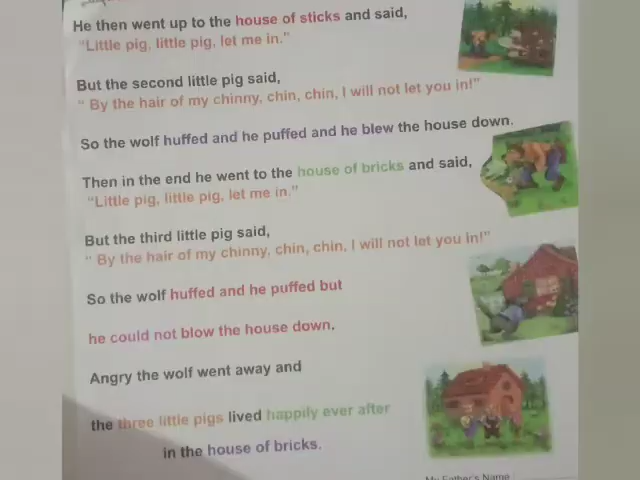 He then went up to the house of sticks and said,
"Little pig, little pig, let me in."
But the second little pig said,
" By the hair of my chinny, chin, chin, I will not let you in!"
So the wolf huffed and he puffed and he blew the house down.
Then in the end he went to the house of bricks and said,
"Little pig, little pig, let me in."
But the third little pig said,
" By the hair of my chinny, chin, chin, I will not let you in!"
So the wolf huffed and he puffed but
he could not blow the house down.
Angry the wolf went away and
the three little pigs lived happily ever after
in the house of bricks.
My Father's Name